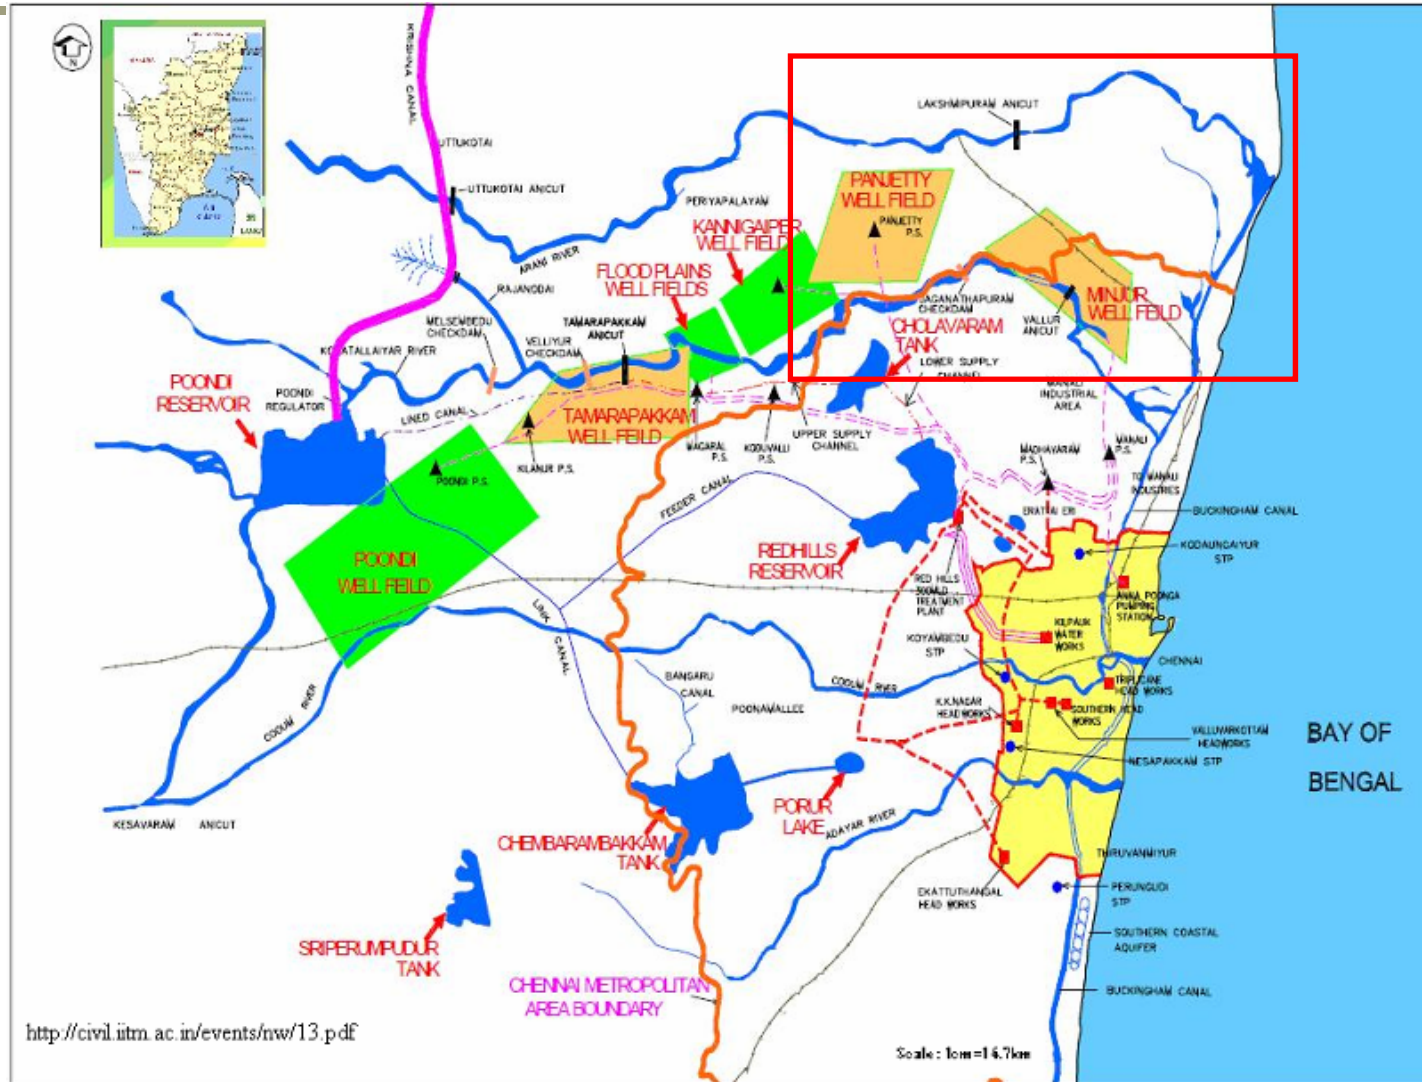 N
KRISHNA CANAL
LAKSHMIPURAM ANICUT
UTTUKOTAI
UTTUKOTAI ANICUT
PERIYAPALAYAM
PANJETTY
WELL FIELD
PANJETTY
P.S.
KANNIGAIPER
WELL FIELD
ARANI RIVER
FLOOD PLAINS
WELL FIELDS
RAJANODAI
JAGANATHAPURAM
CHECKDAM
MINJUR
WELL FEILD
VALLUR
ANICUT
MELSEMBEDU
CHECKDAM
TAMARAPAKKAM
ANICUT
VELLIYUR
CHECKDAM
CHOLAVARAM
TANK
LOWER SUPPLY
CHANNEL
RIVER
POONDI
RESERVOIR
POONDI
REGULATOR
LINED CANAL
TAMARAPAKKAM
WELL FEILD
MANALI
INDUSTRIAL
AREA
UPPER SUPPLY
CHANNEL
MAGARAL
P.S.
KODUVALLI
P.S.
KILANUR P.S.
POONDI P.S.
MADHAVARAM
P.S.
MANALI
P.S.
TO MANALI
INDUSTRIES
FEEDER CANAL
BUCKINGHAM CANAL
ERATTAI ERI
REDHILLS
RESERVOIR
KODAUNGAIYUR
STP
POONDI
WELL FEILD
RED HILLS
300MLD
TREATMENT
PLANT
ANNA POONGA
PUMPING
STATION
LINK CANAL
KILPAUK
WATER
WORKS
KOYAMBEDU
STP
CHENNAI
BANGARU
CANAL
COOUM RIVER
TRIPLICANE
HEAD WORKS
COOUM RIVER
POONAMALLEE
K.K.NAGAR
HEAD WORKS
SOUTHERN HEAD
WORKS
VALLUVARKOTTAM
HEADWORKS
BAY OF
BENGAL
NESAPAKKAM STP
PORUR
LAKE
ADAYAR RIVER
KESAVARAM ANICUT
CHEMBARAMBAKKAM
TANK
THIRUVANMIYUR
EKATTUTHANGAL
HEAD WORKS
PERUNGUDI
STP
SRIPERUMPUDUR
TANK
SOUTHERN COASTAL
AQUIFER
CHENNAI METROPOLITAN
AREA BOUNDARY
BUCKINGHAM CANAL
http://civil.iitm.ac.in/events/nw/13.pdf
Scale : 1cm=16.7km